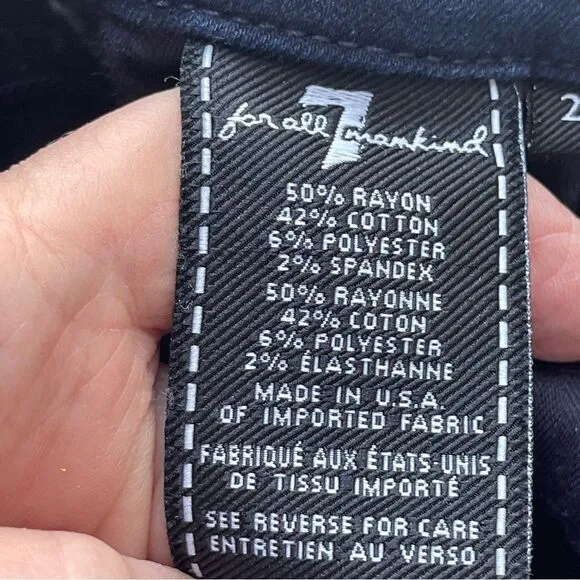 for all 7 mankind
50% RAYON
42% COTTON
6% POLYESTER
2% SPANDEX
50% RAYONNE
42% COTON
6% POLYESTER
2% ÉLASTHANNE
MADE IN U.S.A.
OF IMPORTED FABRIC
FABRIQUÉ AUX ÉTATS-UNIS
DE TISSU IMPORTÉ
SEE REVERSE FOR CARE
ENTRETIEN AU VERSO